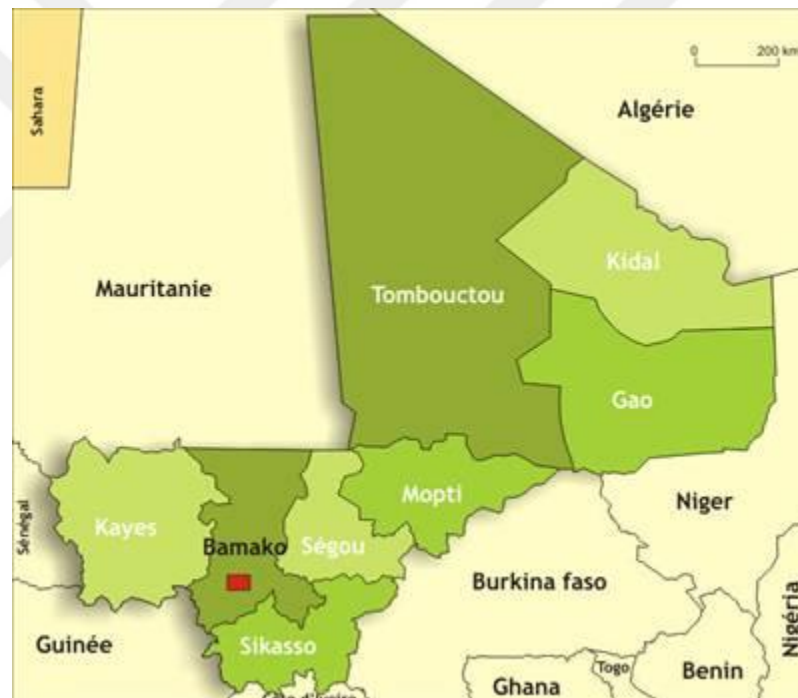 0 200 km
Sahara
Algérie
Kidal
Mauritanie
Tombouctou
Gao
Mopti
Niger
Sénégal
Kayes
Bamako
Ségou
Burkina faso
Nigéria
Guinée
Sikasso
Togo
Benin
Ghana